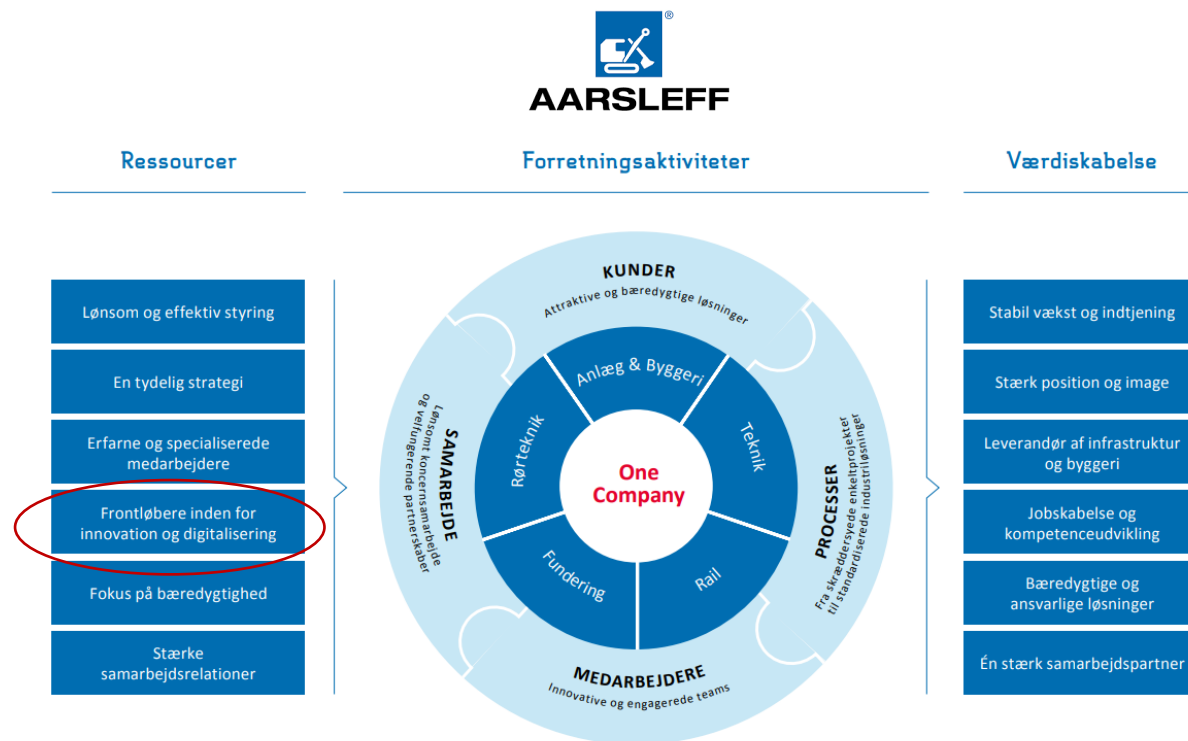 ®
AARSLEFF
Ressourcer
Forretningsaktiviteter
Værdiskabelse
Lønsom og effektiv styring
En tydelig strategi
Erfarne og specialiserede
medarbejdere
Frontløbere inden for
innovation og digitalisering
Fokus på bæredygtighed
Stærke
samarbejdsrelationer
KUNDER
Attraktive og bæredygtige løsninger
PROCESSER
Fra skræddersyede enkeltprojekter
til standardiserede industriløsninger
MEDARBEJDERE
Innovative og engagerede teams
SAMARBEJDE
Lønsomt koncernsamarbejde
og velfungerende partnerskaber
Anlæg & Byggeri
Teknik
Rail
Fundering
Rørteknik
One
Company
Stabil vækst og indtjening
Stærk position og image
Leverandør af infrastruktur
og byggeri
Jobskabelse og
kompetenceudvikling
Bæredygtige og
ansvarlige løsninger
Én stærk samarbejdspartner